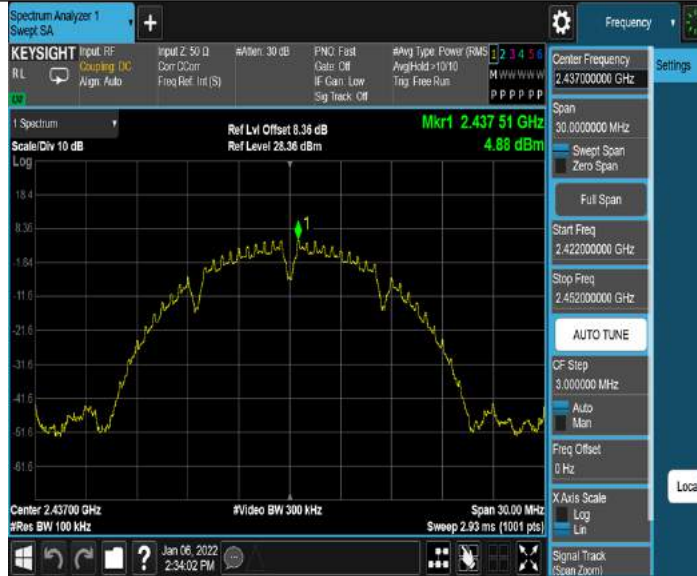 Spectrum Analyzer 1
Swept SA
+
Frequency
KEYSIGHT
RL
Input: RF
Coupling: DC
Align: Auto
Input Z: 50 Ω
Corr CCorr
Freq Ref: Int (S)
#Atten: 30 dB
PNO: Fast
Gate: Off
IF Gain: Low
Sig Track: Off
#Avg Type: Power (RMS
Avg|Hold:>10/10
Trig: Free Run
1 2 3 4 5 6
M W W W W W
P P P P P P
1 Spectrum
Scale/Div 10 dB
Ref Lvl Offset 8.36 dB
Ref Level 28.36 dBm
Mkr1 2.437 51 GHz
4.88 dBm
Log
18.4
8.36
-1.64
-11.6
-21.6
-31.6
-41.6
-51.6
-61.6
1
Center 2.43700 GHz
#Res BW 100 kHz
#Video BW 300 kHz
Span 30.00 MHz
Sweep 2.93 ms (1001 pts)
Jan 06, 2022
2:34:02 PM
Center Frequency
2.437000000 GHz
Settings
Span
30.0000000 MHz
Swept Span
Zero Span
Full Span
Start Freq
2.422000000 GHz
Stop Freq
2.452000000 GHz
AUTO TUNE
CF Step
3.000000 MHz
Auto
Man
Freq Offset
0 Hz
X Axis Scale
Log
Lin
Loca
Signal Track
(Span Zoom)